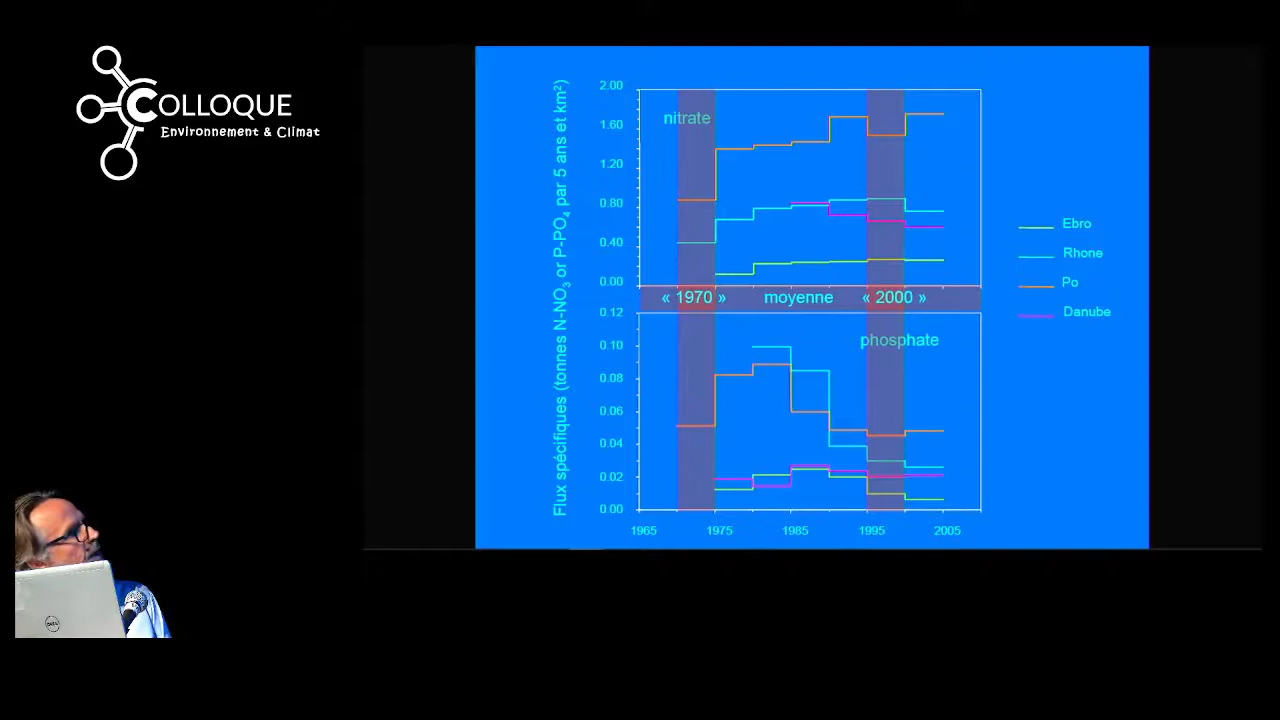 COLLOQUE
Environnement & Climat
Flux spécifiques (tonnes N-NO3 or P-PO4 par 5 ans et km2)
2.00
1.60
1.20
0.80
0.40
0.00
nitrate
« 1970 » moyenne « 2000 »
0.12
0.10
0.08
0.06
0.04
0.02
0.00
phosphate
1965 1975 1985 1995 2005
Ebro
Rhone
Po
Danube
DELL